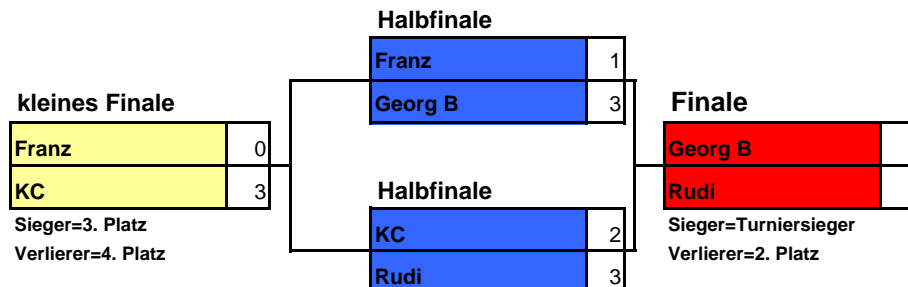 Halbfinale
Franz 1
Georg B 3
kleines Finale
Franz 0
KC 3
Sieger=3. Platz
Verlierer=4. Platz
Halbfinale
KC 2
Rudi 3
Finale
Georg B
Rudi
Sieger=Turniersieger
Verlierer=2. Platz